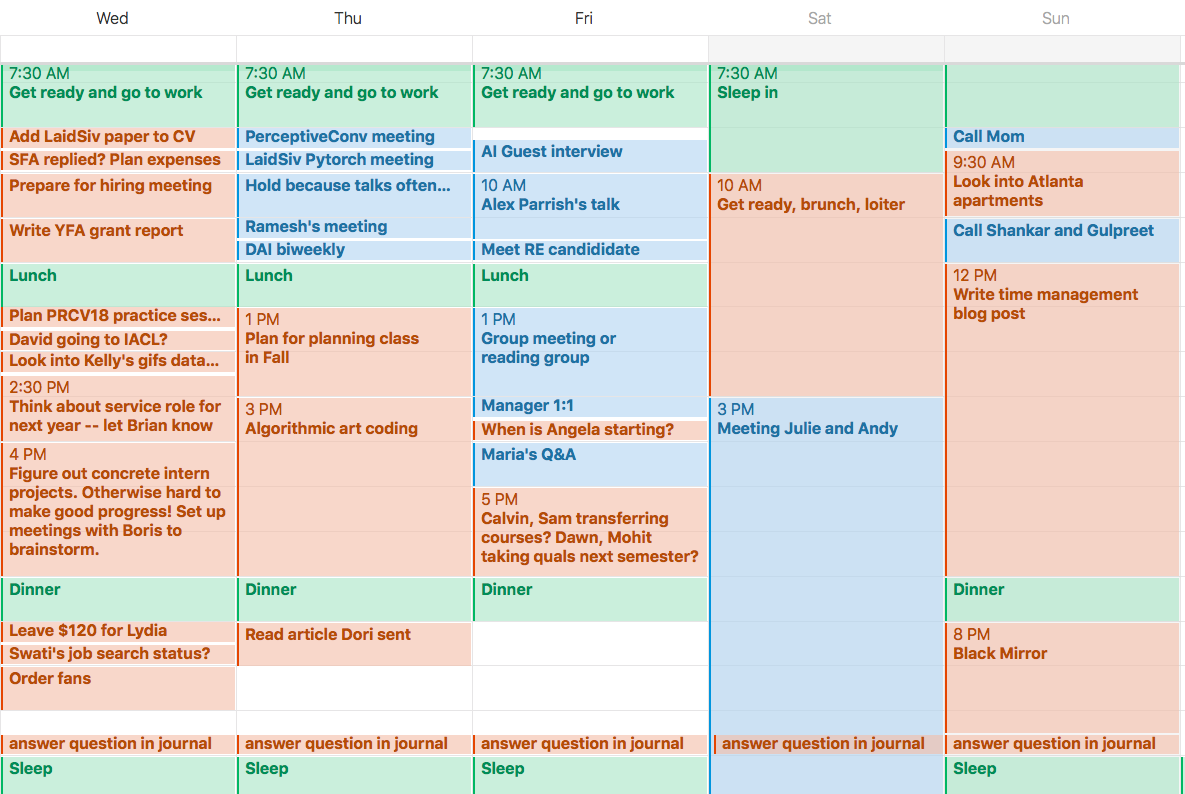 Wed
Thu
Fri
Sat
Sun
7:30 AM
Get ready and go to work
Add LaidSiv paper to CV
SFA replied? Plan expenses
Prepare for hiring meeting
Write YFA grant report
Lunch
Plan PRCV18 practice ses...
David going to IACL?
Look into Kelly's gifs data...
2:30 PM
Think about service role for
next year -- let Brian know
4 PM
Figure out concrete intern
projects. Otherwise hard to
make good progress! Set up
meetings with Boris to
brainstorm.
Dinner
Leave $120 for Lydia
Swati's job search status?
Order fans
answer question in journal
Sleep
7:30 AM
Get ready and go to work
PerceptiveConv meeting
LaidSiv Pytorch meeting
Hold because talks often...
Ramesh's meeting
DAI biweekly
Lunch
1 PM
Plan for planning class
in Fall
3 PM
Algorithmic art coding
Dinner
Read article Dori sent
answer question in journal
Sleep
7:30 AM
Get ready and go to work
AI Guest interview
10 AM
Alex Parrish's talk
Meet RE candididate
Lunch
1 PM
Group meeting or
reading group
Manager 1:1
When is Angela starting?
Maria's Q&A
5 PM
Calvin, Sam transferring
courses? Dawn, Mohit
taking quals next semester?
Dinner
answer question in journal
Sleep
7:30 AM
Sleep in
10 AM
Get ready, brunch, loiter
3 PM
Meeting Julie and Andy
answer question in journal
Call Mom
9:30 AM
Look into Atlanta
apartments
Call Shankar and Gulpreet
12 PM
Write time management
blog post
Dinner
8 PM
Black Mirror
answer question in journal
Sleep